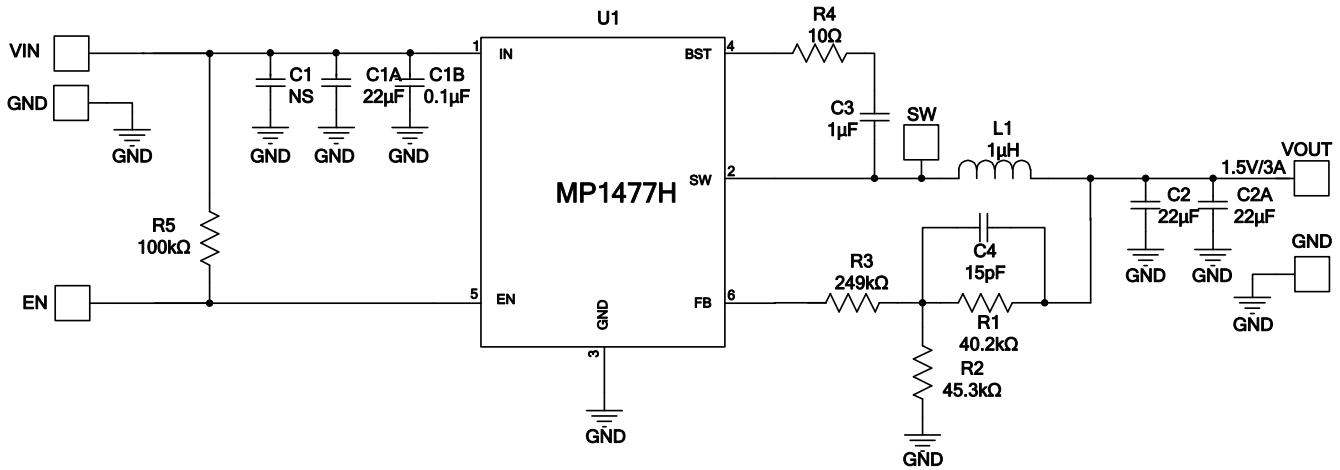 U1
VIN
1
IN
BST
4
R4
10Ω
GND
GND
C1
NS
GND
C1A
22µF
GND
C1B
0.1µF
GND
C3
1µF
SW
L1
1µH
VOUT
1.5V/3A
SW
2
MP1477H
C2
22µF
GND
C2A
22µF
GND
GND
GND
R5
100kΩ
C4
15pF
R3
249kΩ
EN
5
EN
FB
6
R1
40.2kΩ
R2
45.3kΩ
GND
GND
3
GND